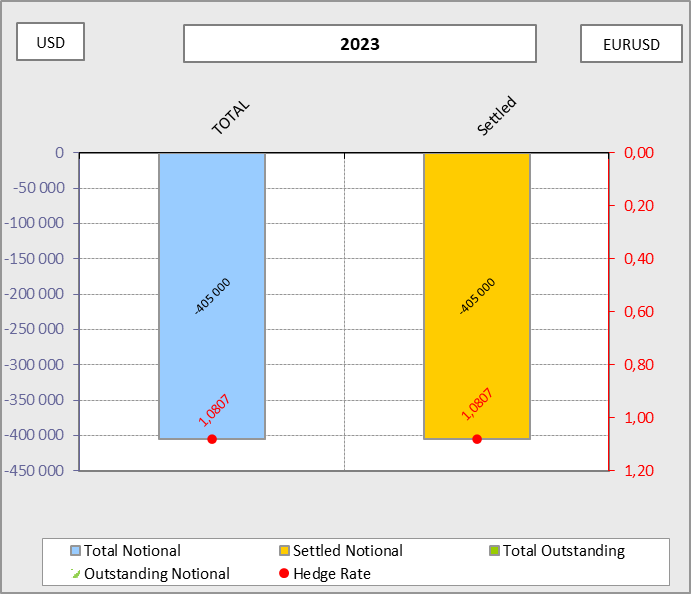 USD
2023
EURUSD
TOTAL
Settled
0
-50 000
-100 000
-150 000
-200 000
-250 000
-300 000
-350 000
-400 000
-450 000
-405 000
-405 000
1,0807
1,0807
0,00
0,20
0,40
0,60
0,80
1,00
1,20
Total Notional
Settled Notional
Total Outstanding
Outstanding Notional
Hedge Rate